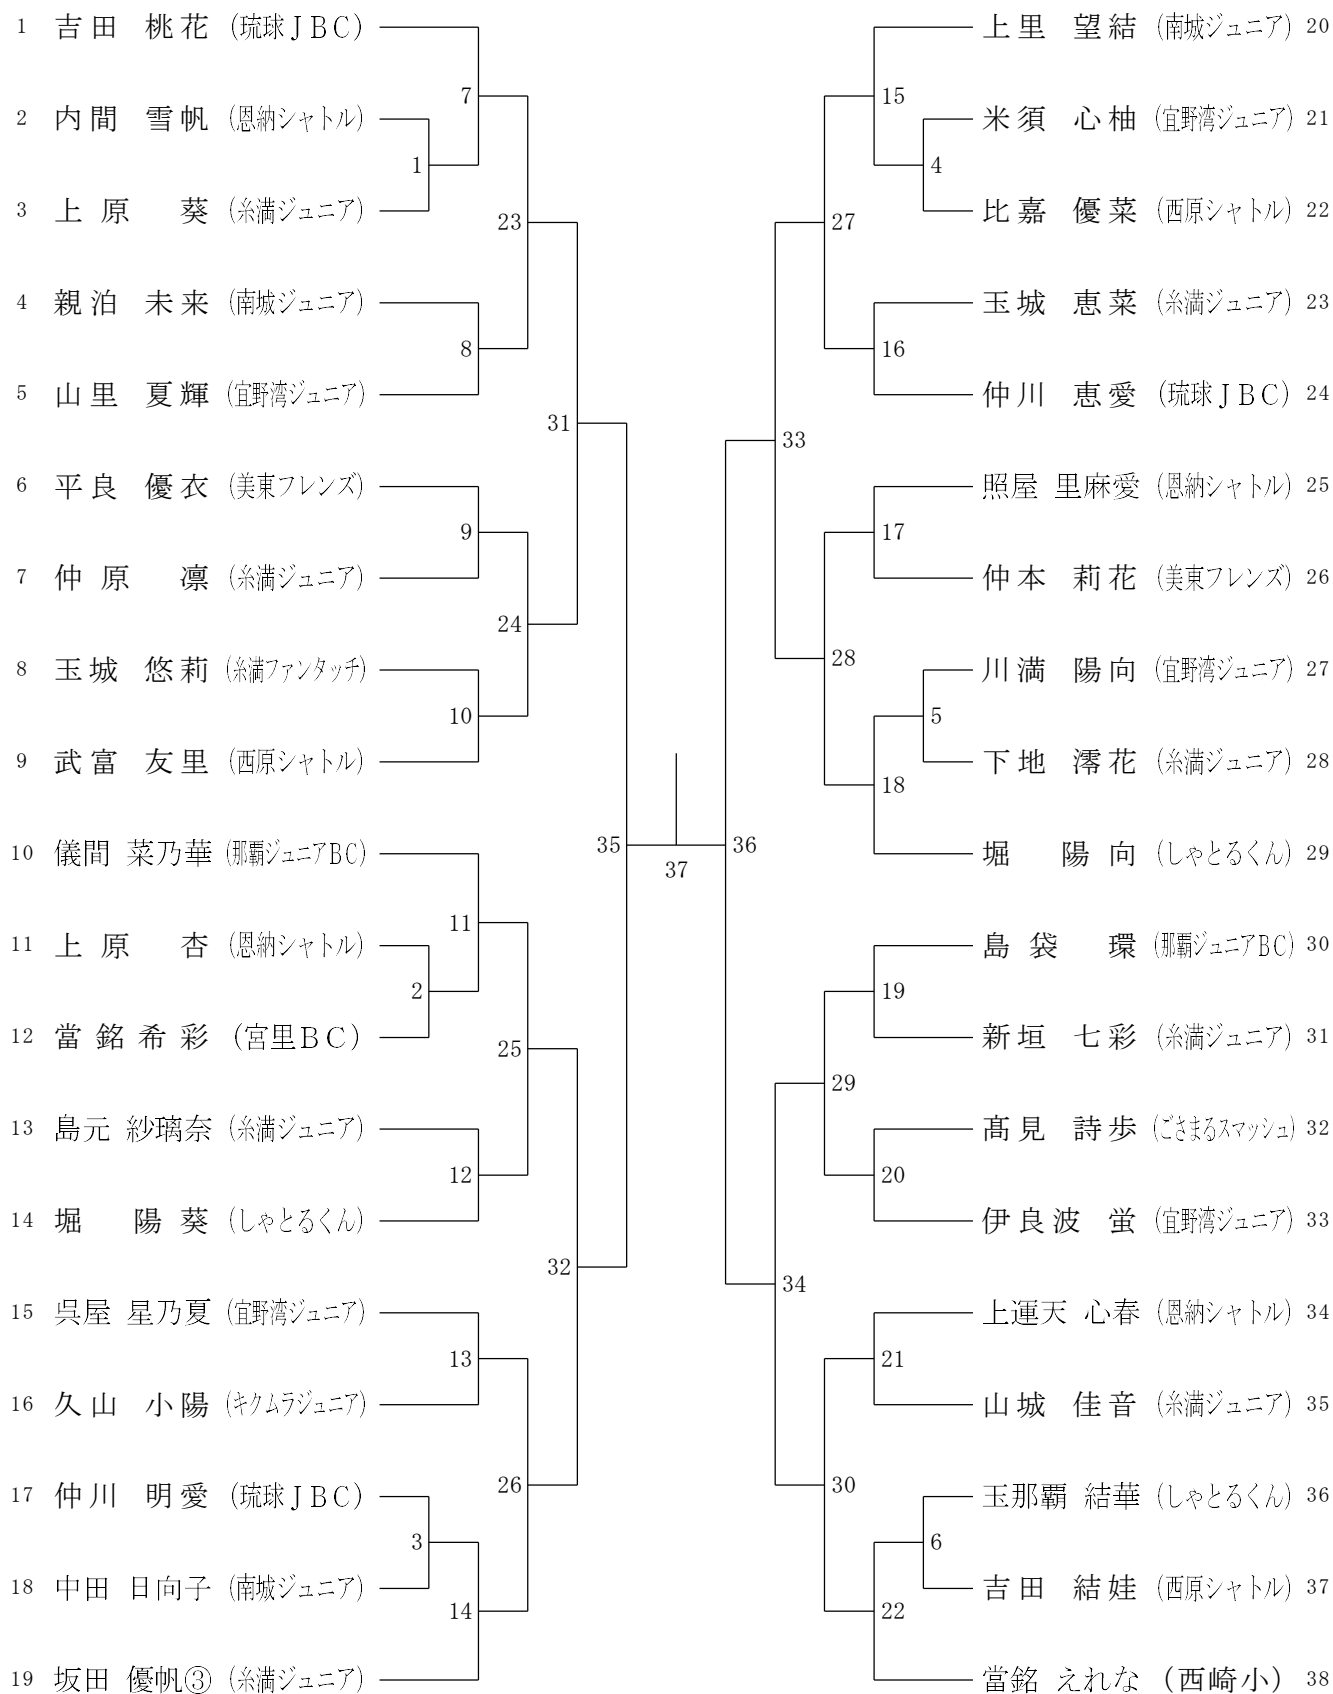 1 吉田 桃花 (琉球JBC)
2 内間 雪帆 (恩納シャトル)
3 上原 葵 (糸満ジュニア)
4 親泊 未来 (南城ジュニア)
5 山里 夏輝 (宜野湾ジュニア)
6 平良 優衣 (美東フレンズ)
7 仲原 凛 (糸満ジュニア)
8 玉城 悠莉 (糸満ファンタッチ)
9 武富 友里 (西原シャトル)
10 儀間 菜乃華 (那覇ジュニアBC)
11 上原 杏 (恩納シャトル)
12 當銘希彩 (宮里BC)
13 島元 紗璃奈 (糸満ジュニア)
14 堀 陽葵 (しゃとるくん)
15 呉屋 星乃夏 (宜野湾ジュニア)
16 久山 小陽 (キクムラジュニア)
17 仲川 明愛 (琉球JBC)
18 中田 日向子 (南城ジュニア)
19 坂田 優帆③ (糸満ジュニア)
7
1
23
8
31
9
24
10
35
11
2
25
12
32
13
26
3
14
37
36
15
4
27
16
33
17
28
5
18
19
29
20
34
21
30
6
22
上里 望結 (南城ジュニア) 20
米須 心柚 (宜野湾ジュニア) 21
比嘉 優菜 (西原シャトル) 22
玉城 恵菜 (糸満ジュニア) 23
仲川 恵愛 (琉球JBC) 24
照屋 里麻愛 (恩納シャトル) 25
仲本 莉花 (美東フレンズ) 26
川満 陽向 (宜野湾ジュニア) 27
下地 澪花 (糸満ジュニア) 28
堀 陽向 (しゃとるくん) 29
島袋 環 (那覇ジュニアBC) 30
新垣 七彩 (糸満ジュニア) 31
髙見 詩歩 (ごさまるスマッシュ) 32
伊良波 蛍 (宜野湾ジュニア) 33
上運天 心春 (恩納シャトル) 34
山城 佳音 (糸満ジュニア) 35
玉那覇 結華 (しゃとるくん) 36
吉田 結娃 (西原シャトル) 37
當銘 えれな (西崎小) 38